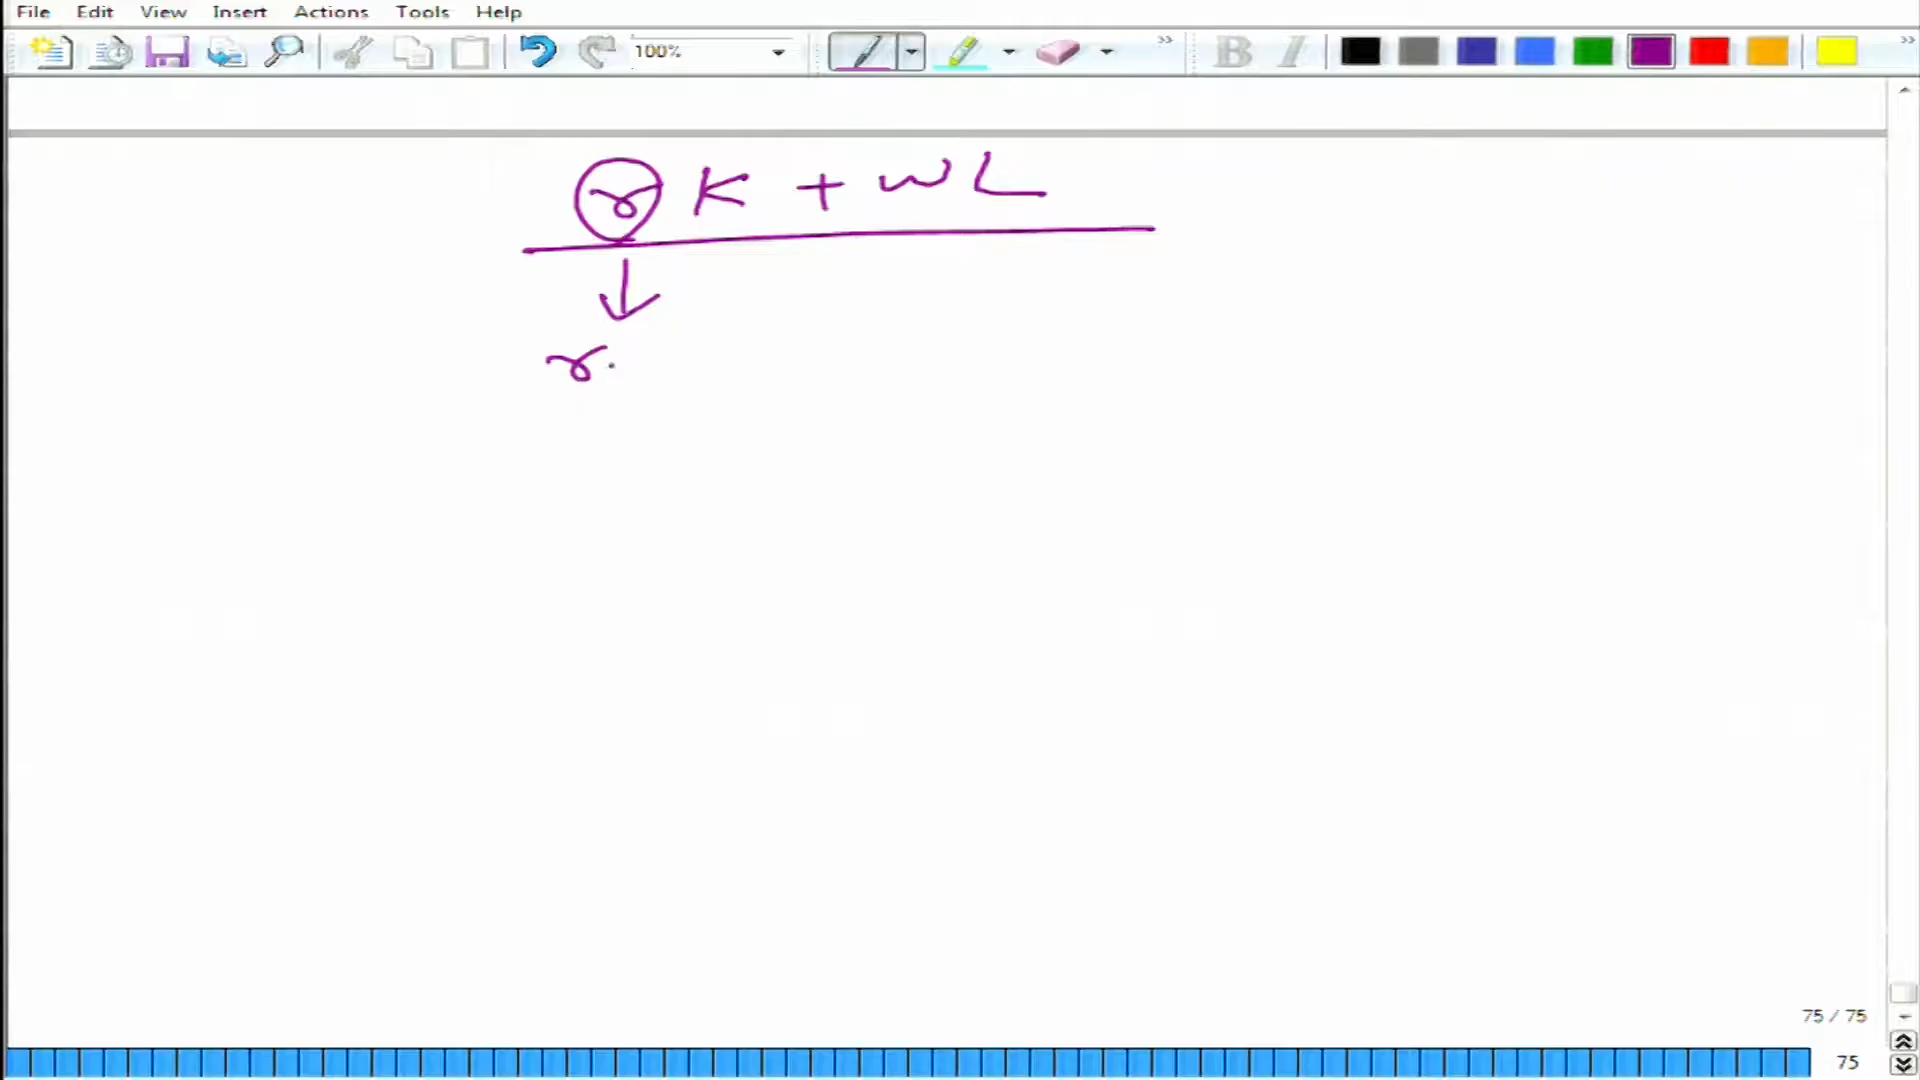 File Edit View Insert Actions Tools Help
100% B I
r K + w L
r.
75 / 75
75